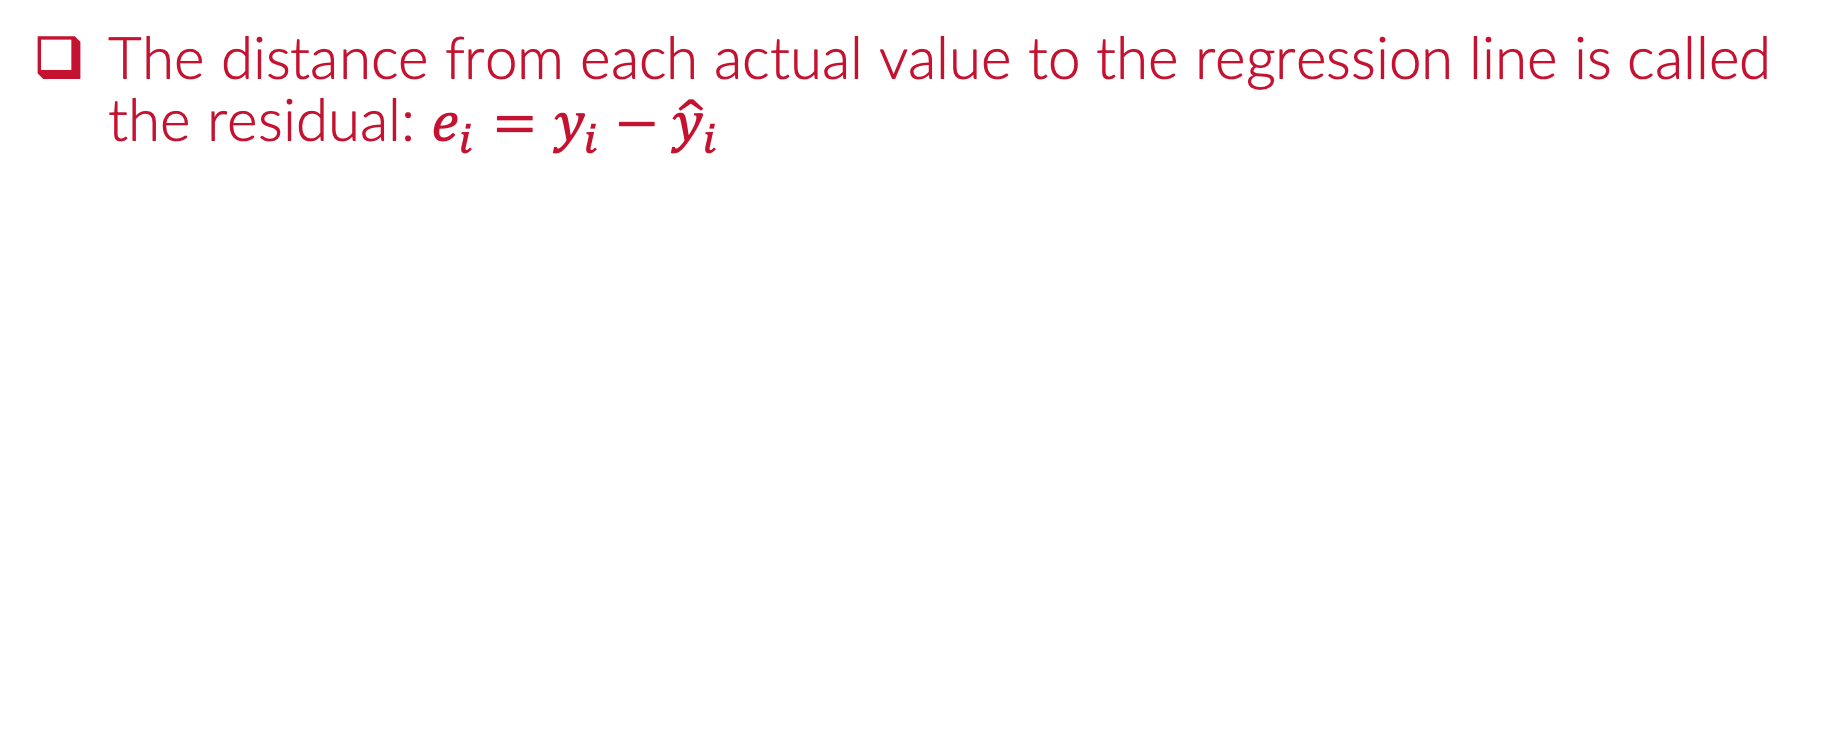 ❑ The distance from each actual value to the regression line is called
the residual: eᵢ = yᵢ − ŷᵢ